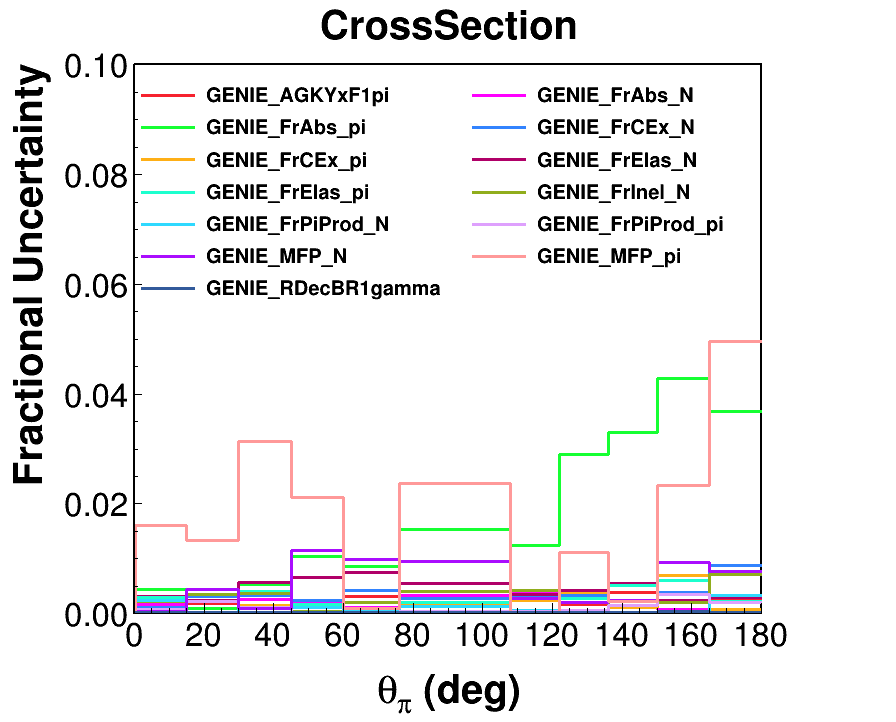 CrossSection
Fractional Uncertainty
0.10
0.08
0.06
0.04
0.02
0.00
GENIE_AGKYxF1pi
GENIE_FrAbs_pi
GENIE_FrCEx_pi
GENIE_FrElas_pi
GENIE_FrPiProd_N
GENIE_MFP_N
GENIE_RDecBR1gamma
GENIE_FrAbs_N
GENIE_FrCEx_N
GENIE_FrElas_N
GENIE_FrInel_N
GENIE_FrPiProd_pi
GENIE_MFP_pi
0 20 40 60 80 100 120 140 160 180
θπ (deg)